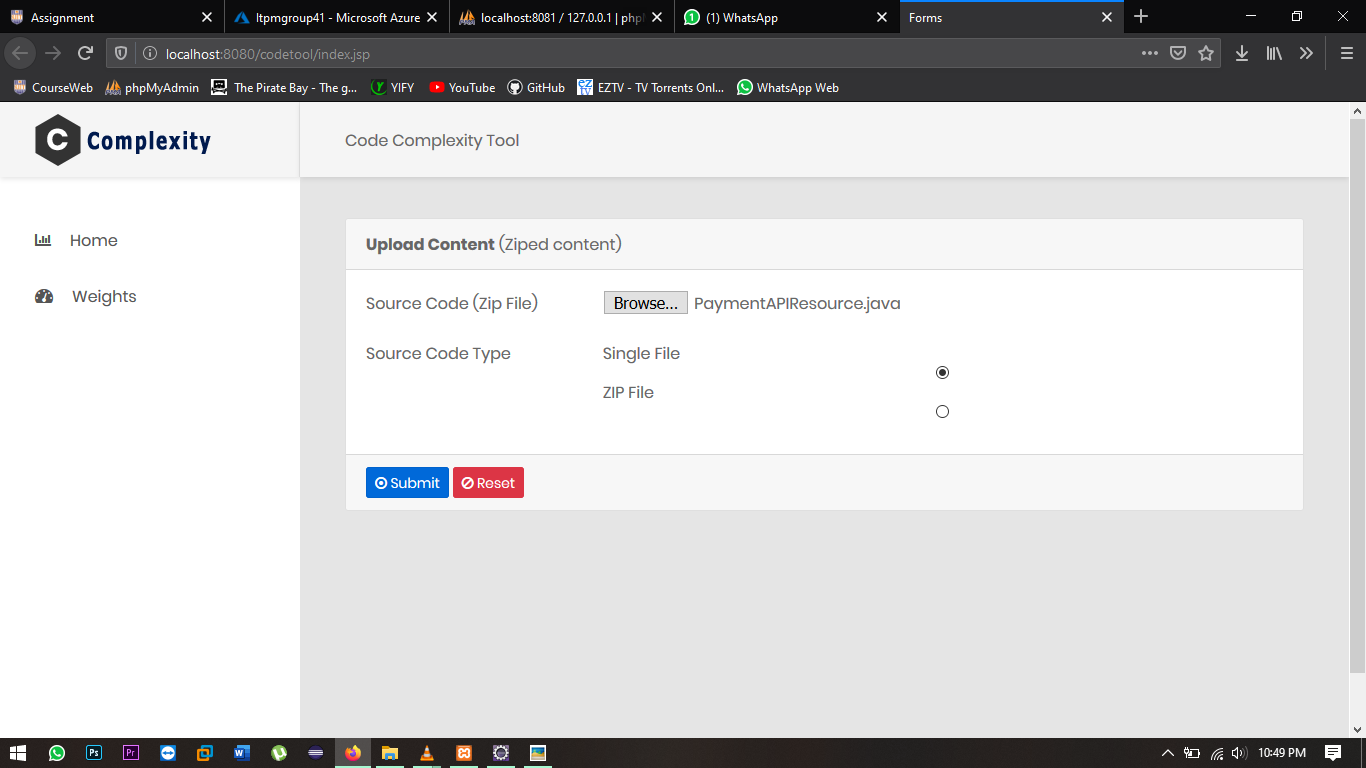 Assignment
ltpmgroup41 - Microsoft Azure
localhost:8081 / 127.0.0.1 | php
(1) WhatsApp
Forms
localhost:8080/codetool/index.jsp
CourseWeb
phpMyAdmin
The Pirate Bay - The g...
YIFY
YouTube
GitHub
EZTV - TV Torrents Onl...
WhatsApp Web
C Complexity
Code Complexity Tool
Home
Weights
Upload Content (Ziped content)
Source Code (Zip File)
Browse... PaymentAPIResource.java
Source Code Type
Single File
ZIP File
Submit
Reset
10:49 PM